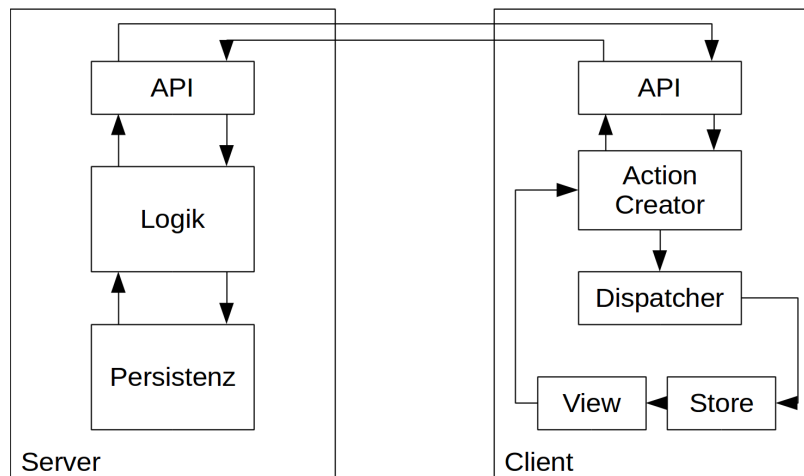 API
Logik
Persistenz
Server
API
Action
Creator
Dispatcher
View
Store
Client